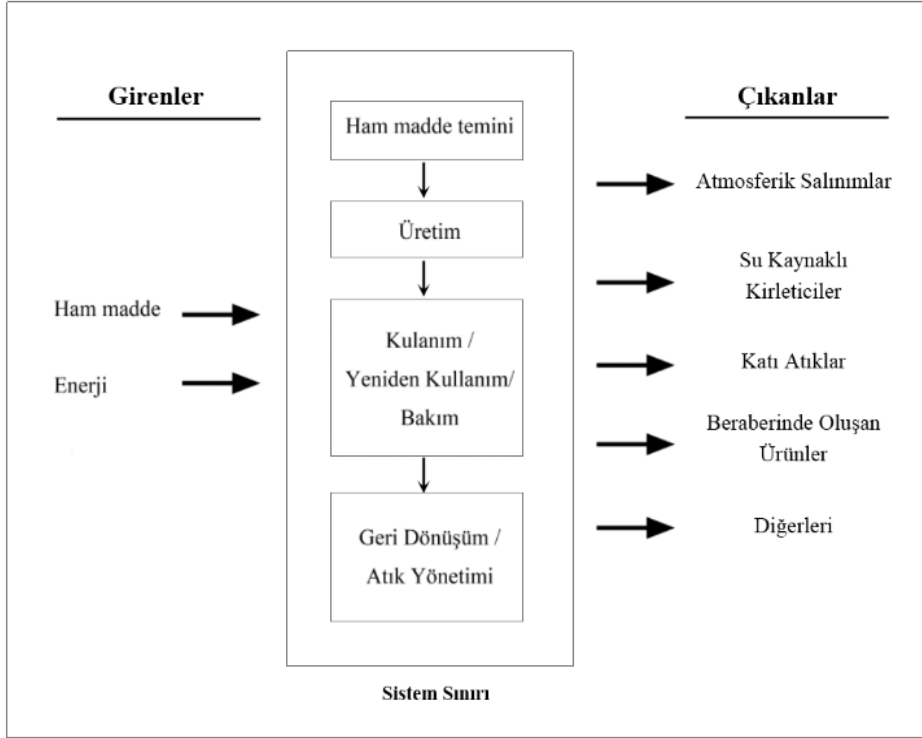 Girenler
Ham madde
Enerji
Ham madde temini
Üretim
Kulanım /
Yeniden Kullanım/
Bakım
Geri Dönüşüm /
Atık Yönetimi
Sistem Sınırı
Çıkanlar
Atmosferik Salınımlar
Su Kaynaklı
Kirleticiler
Katı Atıklar
Beraberinde Oluşan
Ürünler
Diğerleri